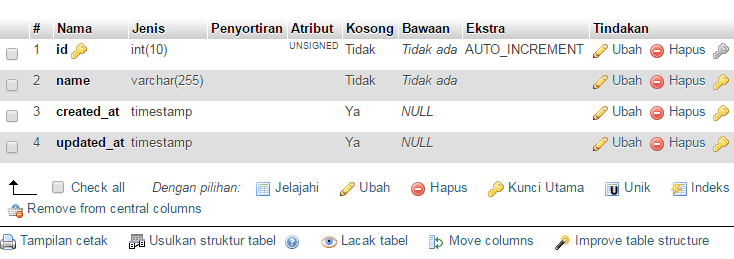 # Nama Jenis Penyortiran Atribut Kosong Bawaan Ekstra Tindakan
1 id int(10) UNSIGNED Tidak Tidak ada AUTO_INCREMENT Ubah Hapus
2 name varchar(255) Tidak Tidak ada Ubah Hapus
3 created_at timestamp Ya NULL Ubah Hapus
4 updated_at timestamp Ya NULL Ubah Hapus
Check all Dengan pilihan: Jelajahi Ubah Hapus Kunci Utama U Unik Indeks
Remove from central columns
Tampilan cetak Usulkan struktur tabel Lacak tabel Move columns Improve table structure